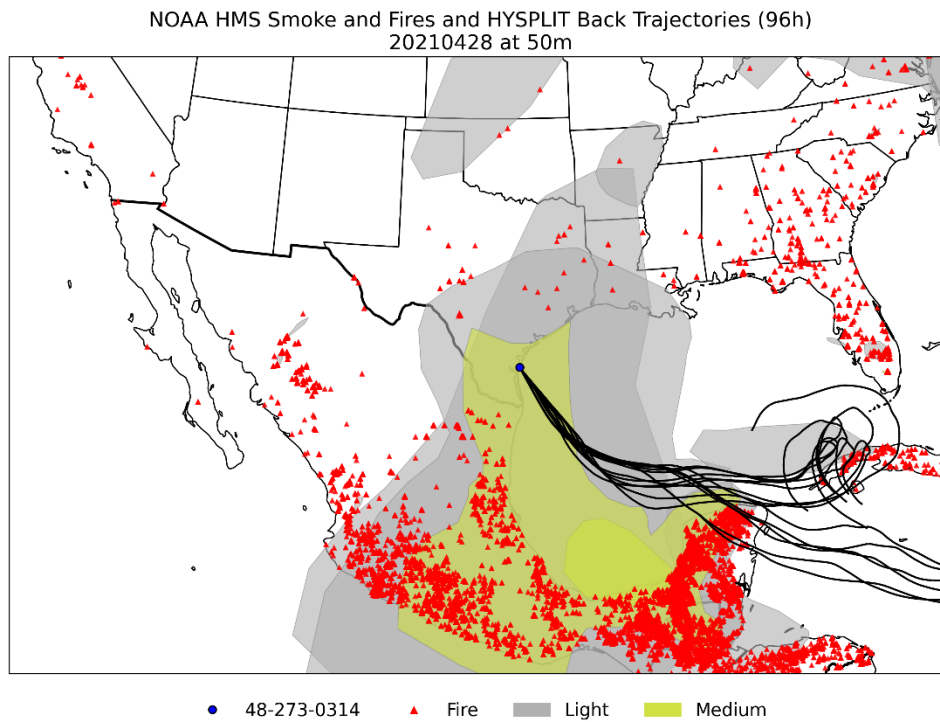 NOAA HMS Smoke and Fires and HYSPLIT Back Trajectories (96h)
20210428 at 50m
48-273-0314 Fire Light Medium